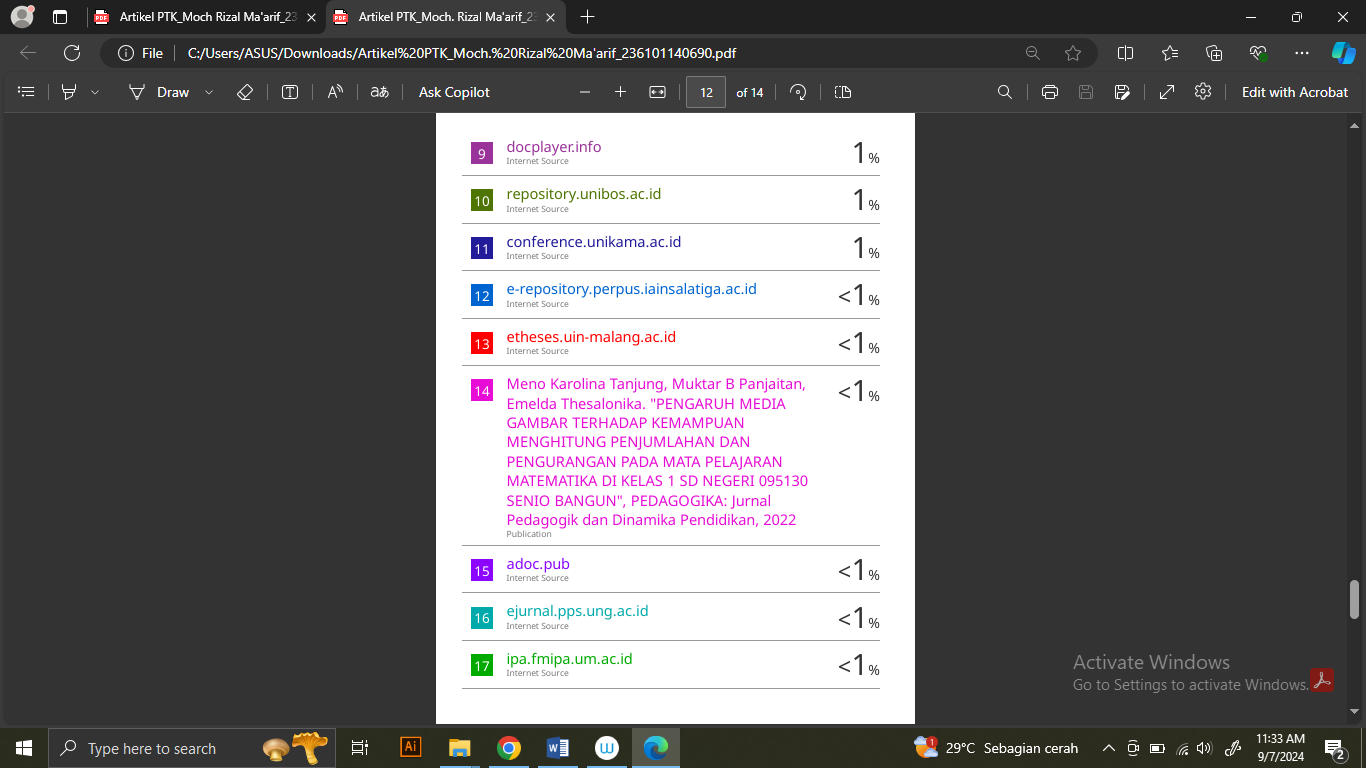 Artikel PTK_Moch Rizal Ma'arif_23
Artikel PTK_Moch. Rizal Ma'arif_23
File
C:/Users/ASUS/Downloads/Artikel%20PTK_Moch.%20Rizal%20Ma'arif_236101140690.pdf
Draw
Ask Copilot
12 of 14
Edit with Acrobat
9 docplayer.info 1%
Internet Source
10 repository.unibos.ac.id 1%
Internet Source
11 conference.unikama.ac.id 1%
Internet Source
12 e-repository.perpus.iainsalatiga.ac.id <1%
Internet Source
13 etheses.uin-malang.ac.id <1%
Internet Source
14 Meno Karolina Tanjung, Muktar B Panjaitan, <1%
Emelda Thesalonika. "PENGARUH MEDIA
GAMBAR TERHADAP KEMAMPUAN
MENGHITUNG PENJUMLAHAN DAN
PENGURANGAN PADA MATA PELAJARAN
MATEMATIKA DI KELAS 1 SD NEGERI 095130
SENIO BANGUN", PEDAGOGIKA: Jurnal
Pedagogik dan Dinamika Pendidikan, 2022
Publication
15 adoc.pub <1%
Internet Source
16 ejurnal.pps.ung.ac.id <1%
Internet Source
17 ipa.fmipa.um.ac.id <1%
Internet Source
Activate Windows
Go to Settings to activate Windows.
Type here to search
Ai
29°C Sebagian cerah
11:33 AM
9/7/2024
2